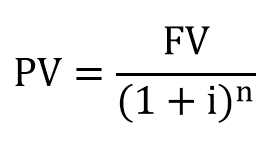 PV = FV / (1 + i)ⁿ